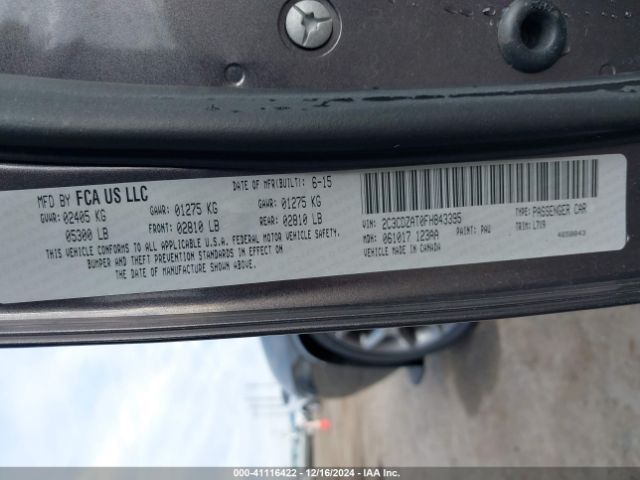 MFD BY FCA US LLC
DATE OF MFR(BUILT): 6-15
GVWR: 02405 KG
05300 LB
GAWR: 01275 KG
FRONT: 02810 LB
GAWR: 01275 KG
REAR: 02810 LB
THIS VEHICLE CONFORMS TO ALL APPLICABLE U.S.A. FEDERAL MOTOR VEHICLE SAFETY,
BUMPER AND THEFT PREVENTION STANDARDS IN EFFECT ON
THE DATE OF MANUFACTURE SHOWN ABOVE.
VIN: 2C3CDZAT0FH843395
TYPE: PASSENGER CAR
MDH: 061017 123AA
PAINT: PAU
TRIM: LTX9
VEHICLE MADE IN CANADA
000-41116422 – 12/16/2024 – IAA Inc.